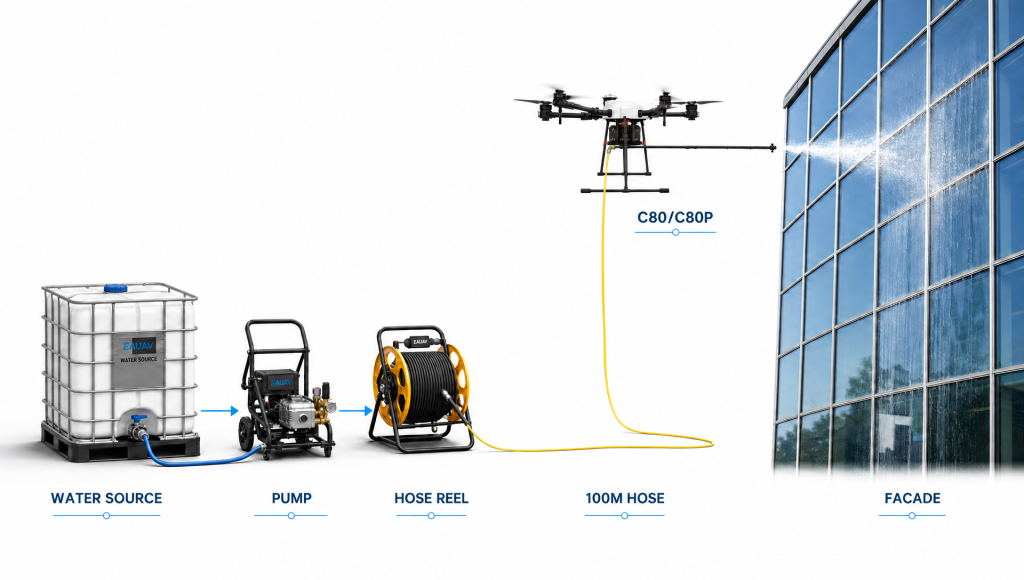 C80/C80P
EAUAV
WATER SOURCE
EAUAV
EAUAV
WATER SOURCE
PUMP
HOSE REEL
100M HOSE
FACADE